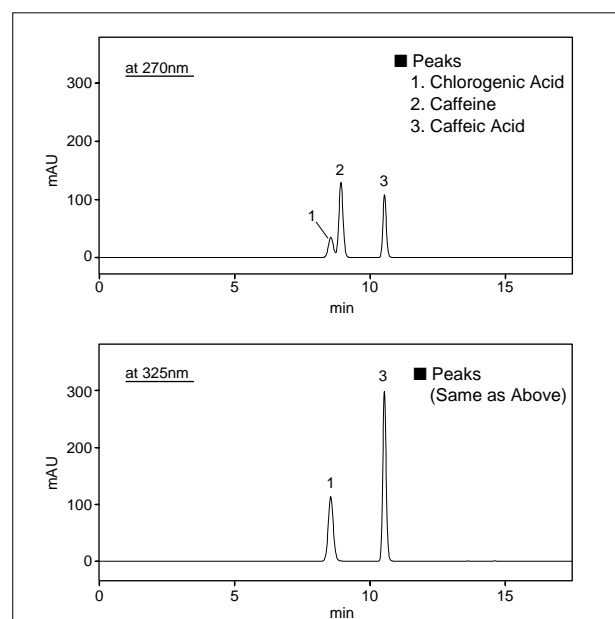 at 270nm
■ Peaks
1. Chlorogenic Acid
2. Caffeine
3. Caffeic Acid
300
200
100
0
mAU
1
2
3
0 5 10 15
min
at 325nm
■ Peaks
(Same as Above)
300
200
100
0
mAU
1
3
0 5 10 15
min